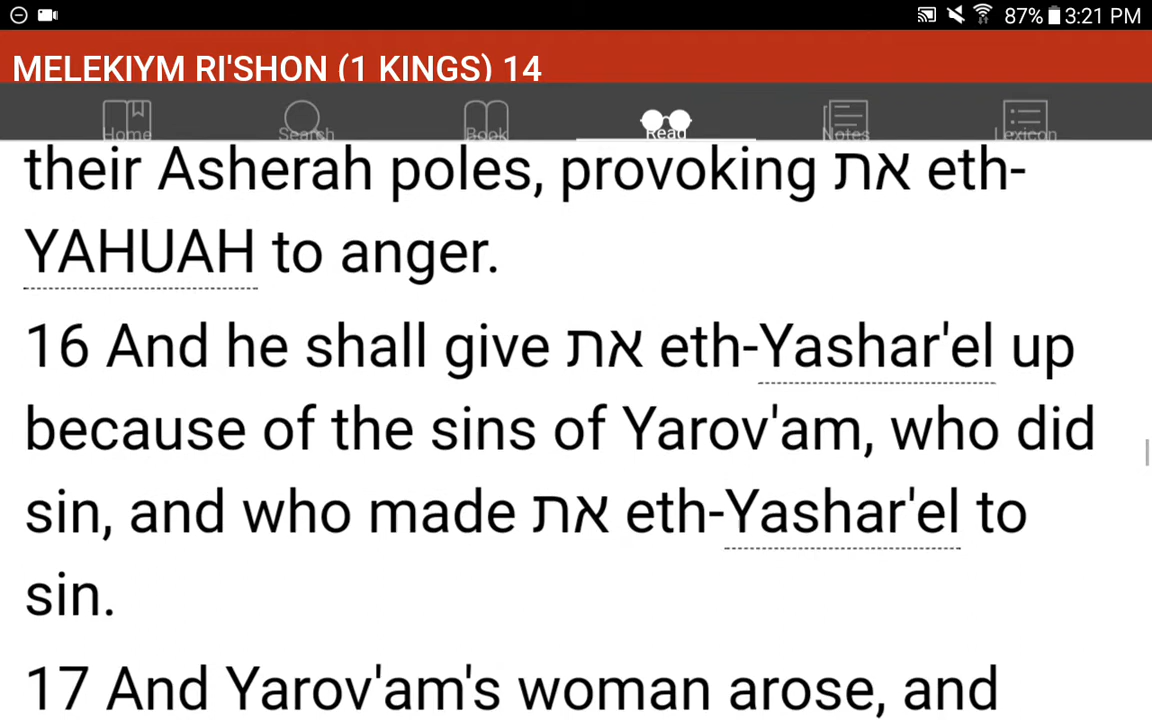 87% 3:21 PM
MELEKIYM RI'SHON (1 KINGS) 14
Home Search Book Read Notes Lexicon
their Asherah poles, provoking את eth-
YAHUAH to anger.
16 And he shall give את eth-Yashar'el up
because of the sins of Yarov'am, who did
sin, and who made את eth-Yashar'el to
sin.
17 And Yarov'am's woman arose, and